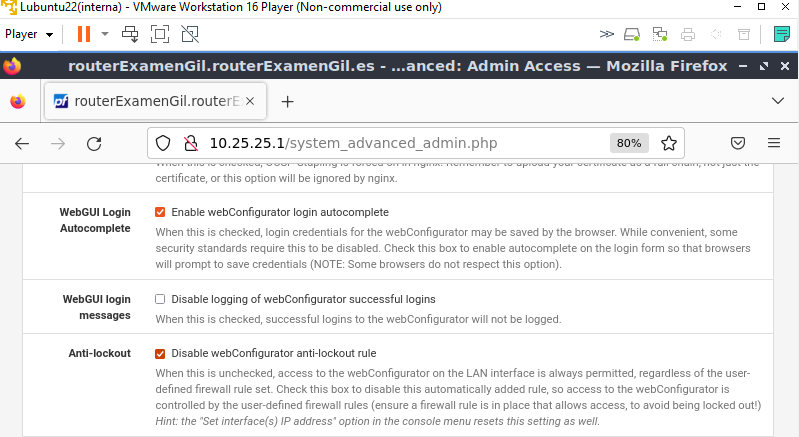 Lubuntu22(interna) - VMware Workstation 16 Player (Non-commercial use only)
Player
routerExamenGil.routerExamenGil.es - …anced: Admin Access — Mozilla Firefox
pf routerExamenGil.routerE
10.25.25.1/system_advanced_admin.php 80%
When this is checked, OCSP Stapling is forced on in nginx. Remember to upload your certificate as a full chain, not just the
certificate, or this option will be ignored by nginx.
WebGUI Login Enable webConfigurator login autocomplete
Autocomplete When this is checked, login credentials for the webConfigurator may be saved by the browser. While convenient, some
security standards require this to be disabled. Check this box to enable autocomplete on the login form so that browsers
will prompt to save credentials (NOTE: Some browsers do not respect this option).
WebGUI login Disable logging of webConfigurator successful logins
messages When this is checked, successful logins to the webConfigurator will not be logged.
Anti-lockout Disable webConfigurator anti-lockout rule
When this is unchecked, access to the webConfigurator on the LAN interface is always permitted, regardless of the user-
defined firewall rule set. Check this box to disable this automatically added rule, so access to the webConfigurator is
controlled by the user-defined firewall rules (ensure a firewall rule is in place that allows access, to avoid being locked out!)
Hint: the "Set interface(s) IP address" option in the console menu resets this setting as well.